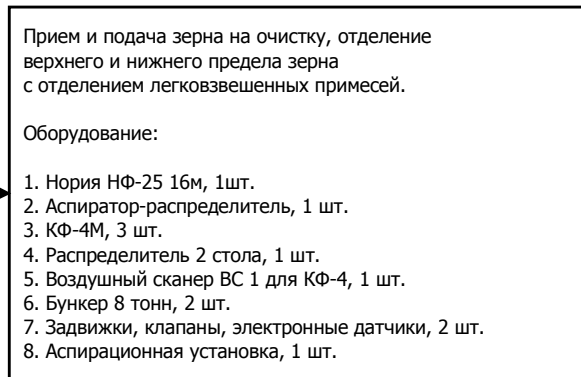 Прием и подача зерна на очистку, отделение
верхнего и нижнего предела зерна
с отделением легковзвешенных примесей.
Оборудование:
1. Нория НФ-25 16м, 1шт.
2. Аспиратор-распределитель, 1 шт.
3. КФ-4М, 3 шт.
4. Распределитель 2 стола, 1 шт.
5. Воздушный сканер ВС 1 для КФ-4, 1 шт.
6. Бункер 8 тонн, 2 шт.
7. Задвижки, клапаны, электронные датчики, 2 шт.
8. Аспирационная установка, 1 шт.